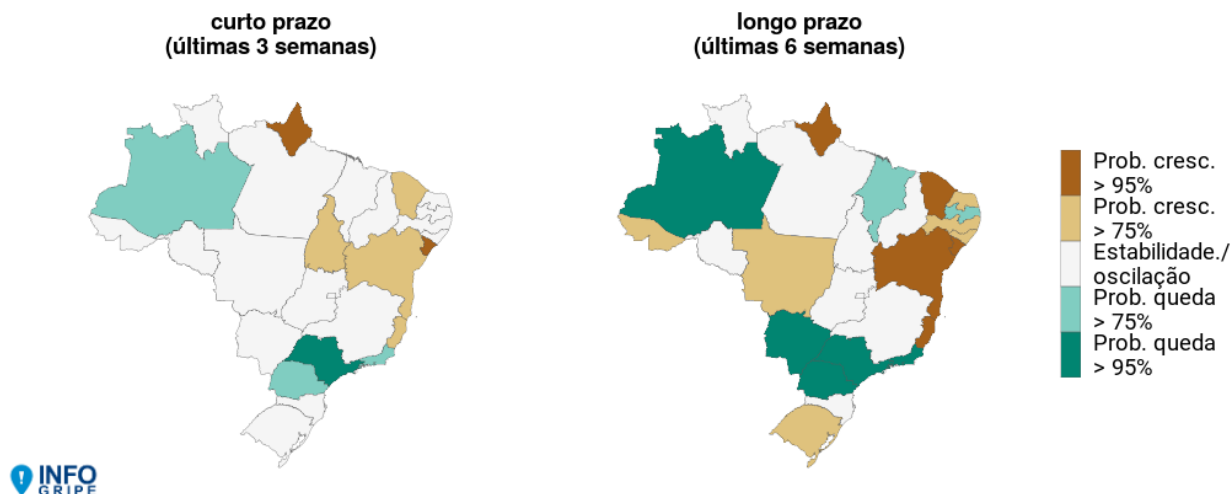 curto prazo
(últimas 3 semanas)
longo prazo
(últimas 6 semanas)
Prob. cresc.
> 95%
Prob. cresc.
> 75%
Estabilidade./
oscilação
Prob. queda
> 75%
Prob. queda
> 95%
INFO
GRIPE